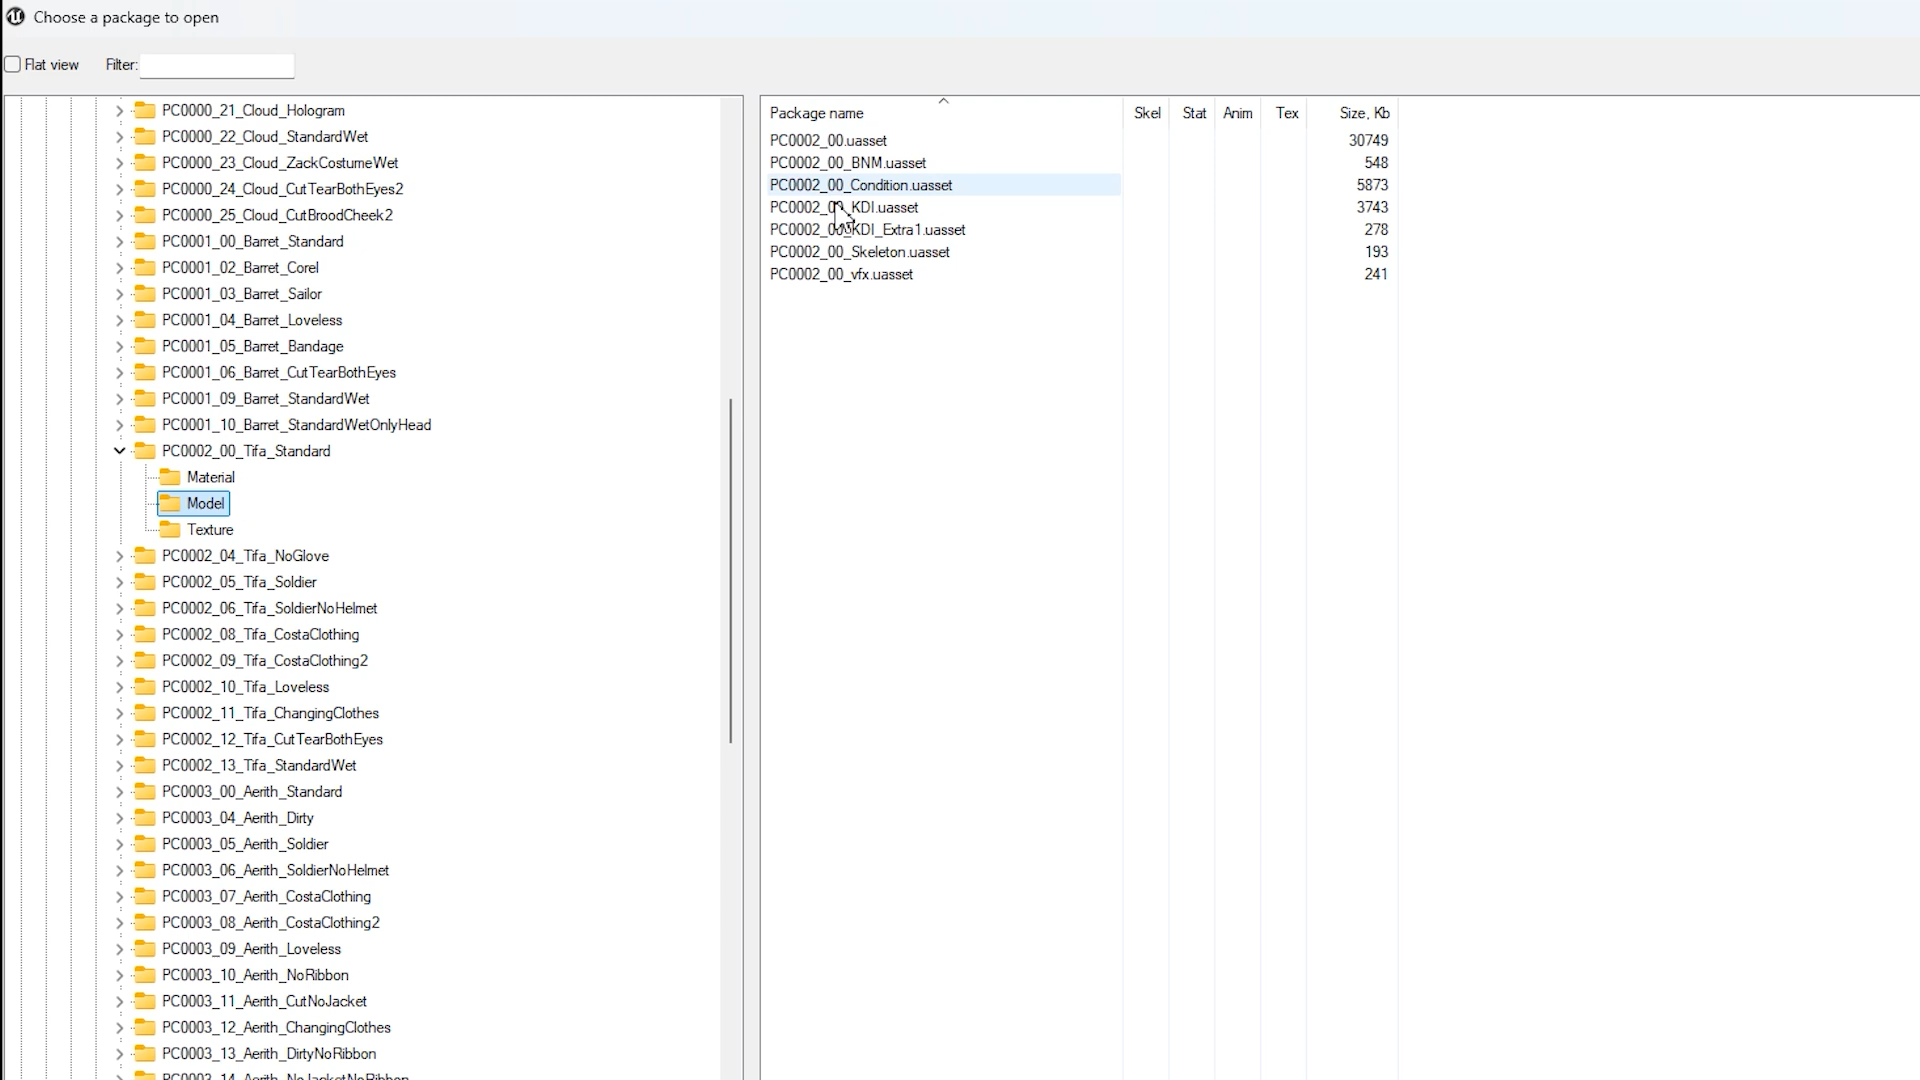 Choose a package to open
Flat view Filter:
PC0000_21_Cloud_Hologram
PC0000_22_Cloud_StandardWet
PC0000_23_Cloud_ZackCostumeWet
PC0000_24_Cloud_CutTearBothEyes2
PC0000_25_Cloud_CutBroodCheek2
PC0001_00_Barret_Standard
PC0001_02_Barret_Corel
PC0001_03_Barret_Sailor
PC0001_04_Barret_Loveless
PC0001_05_Barret_Bandage
PC0001_06_Barret_CutTearBothEyes
PC0001_09_Barret_StandardWet
PC0001_10_Barret_StandardWetOnlyHead
PC0002_00_Tifa_Standard
Material
Model
Texture
PC0002_04_Tifa_NoGlove
PC0002_05_Tifa_Soldier
PC0002_06_Tifa_SoldierNoHelmet
PC0002_08_Tifa_CostaClothing
PC0002_09_Tifa_CostaClothing2
PC0002_10_Tifa_Loveless
PC0002_11_Tifa_ChangingClothes
PC0002_12_Tifa_CutTearBothEyes
PC0002_13_Tifa_StandardWet
PC0003_00_Aerith_Standard
PC0003_04_Aerith_Dirty
PC0003_05_Aerith_Soldier
PC0003_06_Aerith_SoldierNoHelmet
PC0003_07_Aerith_CostaClothing
PC0003_08_Aerith_CostaClothing2
PC0003_09_Aerith_Loveless
PC0003_10_Aerith_NoRibbon
PC0003_11_Aerith_CutNoJacket
PC0003_12_Aerith_ChangingClothes
PC0003_13_Aerith_DirtyNoRibbon
PC0003_14_Aerith_NoJacketNoRibbon
Package name Skel Stat Anim Tex Size, Kb
PC0002_00.uasset 30749
PC0002_00_BNM.uasset 548
PC0002_00_Condition.uasset 5873
PC0002_00_KDI.uasset 3743
PC0002_00_KDI_Extra1.uasset 278
PC0002_00_Skeleton.uasset 193
PC0002_00_vfx.uasset 241